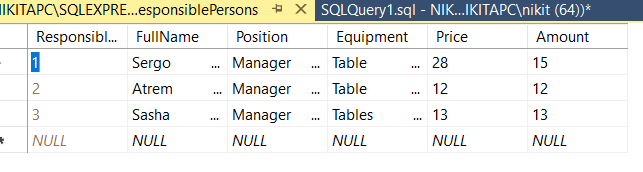 NIKITAPC\SQLEXPRE...esponsiblePersons SQLQuery1.sql - NIK...IKITAPC\nikit (64))*
Responsibl... FullName Position Equipment Price Amount
1 Sergo ... Manager ... Table ... 28 15
2 Atrem ... Manager ... Table ... 12 12
3 Sasha ... Manager ... Tables ... 13 13
* NULL NULL NULL NULL NULL NULL